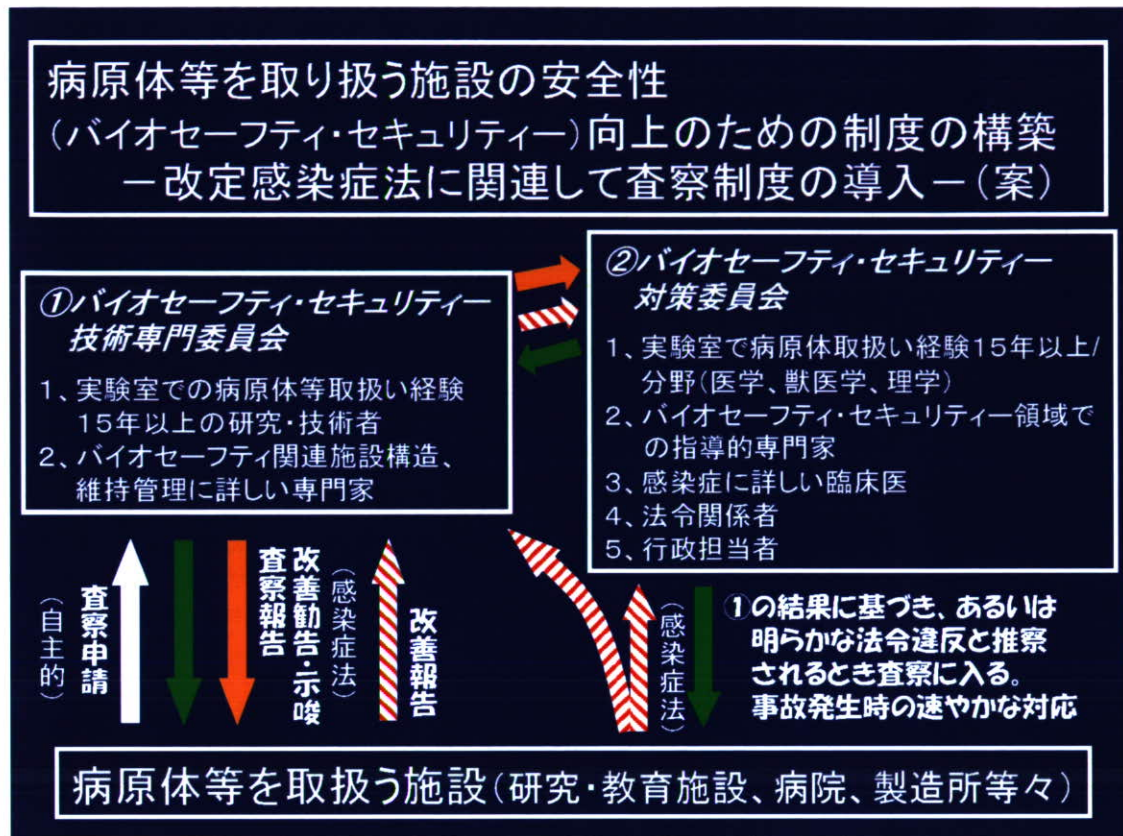 病原体等を取り扱う施設の安全性
(バイオセーフティ・セキュリティー)向上のための制度の構築
－改定感染症法に関連して査察制度の導入－(案)
①バイオセーフティ・セキュリティー
技術専門委員会
1、実験室での病原体等取扱い経験
15年以上の研究・技術者
2、バイオセーフティ関連施設構造、
維持管理に詳しい専門家
②バイオセーフティ・セキュリティー
対策委員会
1、実験室で病原体取扱い経験15年以上/
分野(医学、獣医学、理学)
2、バイオセーフティ・セキュリティー領域で
の指導的専門家
3、感染症に詳しい臨床医
4、法令関係者
5、行政担当者
(自主的)
査察申請
査察報告
改善勧告・示唆
(感染症法)
改善報告
(感染症法)
①の結果に基づき、あるいは
明らかな法令違反と推察
されるとき査察に入る。
事故発生時の速やかな対応
病原体等を取扱う施設(研究・教育施設、病院、製造所等々)